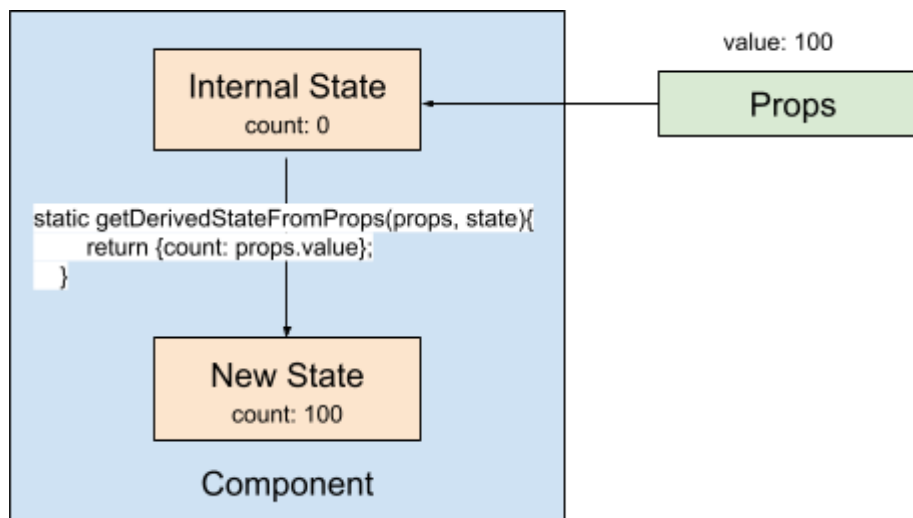 value: 100
Internal State
count: 0
Props
static getDerivedStateFromProps(props, state){
return {count: props.value};
}
New State
count: 100
Component